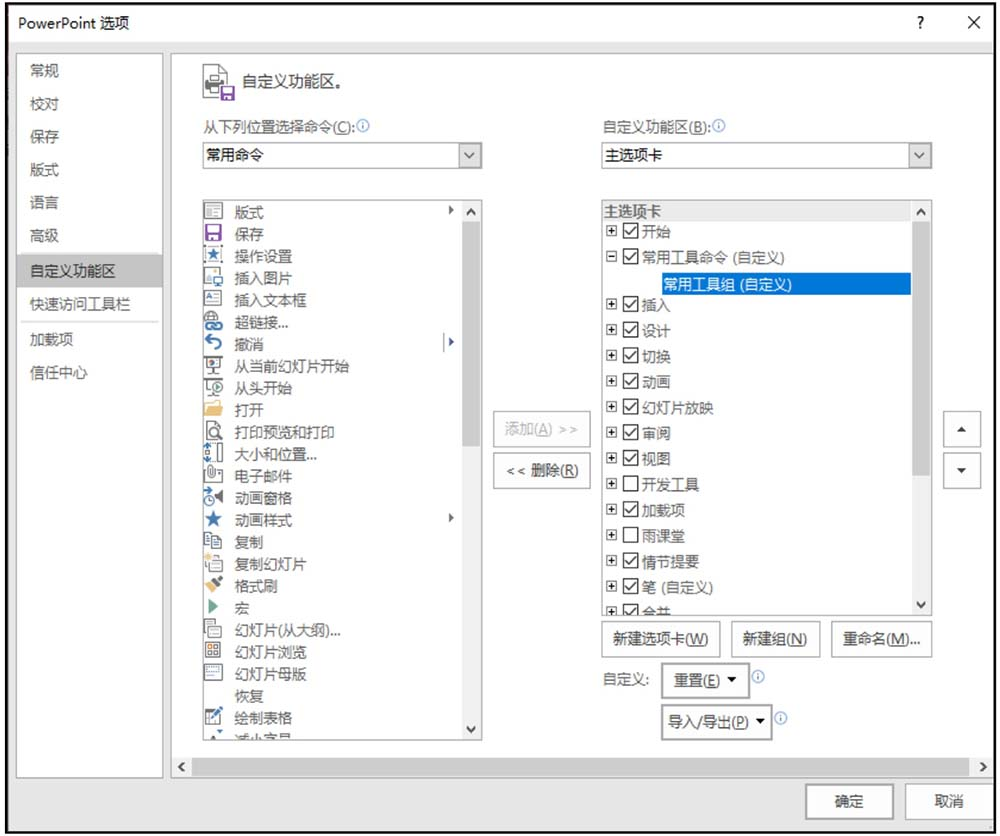 PowerPoint 选项
?
常规
校对
保存
版式
语言
高级
自定义功能区
快速访问工具栏
加载项
信任中心
自定义功能区。
从下列位置选择命令(C):
常用命令
版式
保存
操作设置
插入图片
插入文本框
超链接...
撤消
从当前幻灯片开始
从头开始
打开
打印预览和打印
大小和位置...
电子邮件
动画窗格
动画样式
复制
复制幻灯片
格式刷
宏
幻灯片(从大纲)...
幻灯片浏览
幻灯片母版
恢复
绘制表格
减小字号
添加(A) >>
<< 删除(R)
自定义功能区(B):
主选项卡
主选项卡
开始
常用工具命令 (自定义)
常用工具组 (自定义)
插入
设计
切换
动画
幻灯片放映
审阅
视图
开发工具
加载项
雨课堂
情节提要
笔 (自定义)
合并
新建选项卡(W)
新建组(N)
重命名(M)...
自定义:
重置(E)
导入/导出(P)
确定
取消